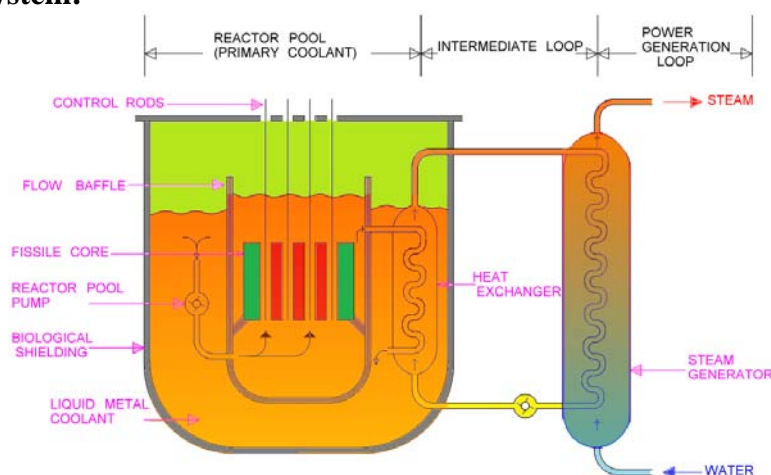 ystem:
REACTOR POOL
(PRIMARY COOLANT)
INTERMEDIATE LOOP
POWER
GENERATION
LOOP
CONTROL RODS
STEAM
FLOW BAFFLE
FISSILE CORE
REACTOR POOL
PUMP
HEAT
EXCHANGER
BIOLOGICAL
SHIELDING
STEAM
GENERATOR
LIQUID METAL
COOLANT
WATER